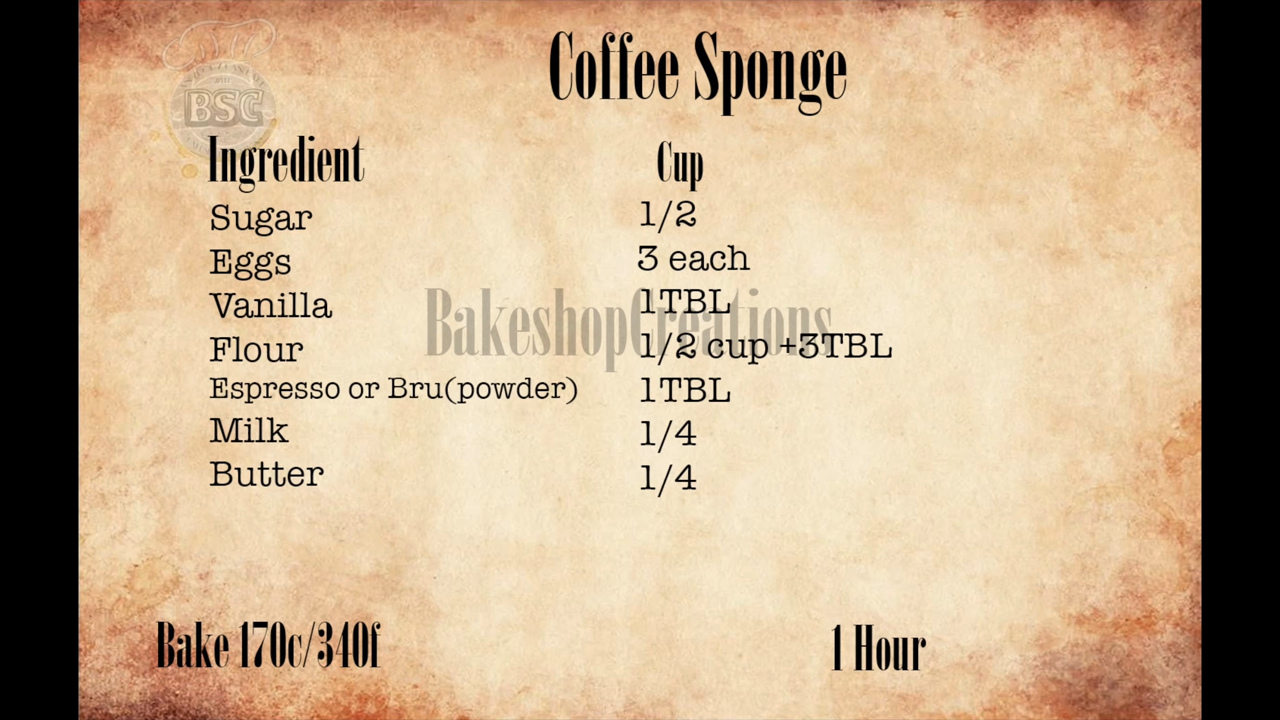 Coffee Sponge
BSC
Ingredient Cup
Sugar 1/2
Eggs 3 each
Vanilla 1TBL
BakeshopCreations
Flour 1/2 cup +3TBL
Espresso or Bru(powder) 1TBL
Milk 1/4
Butter 1/4
Bake 170c/340f 1 Hour